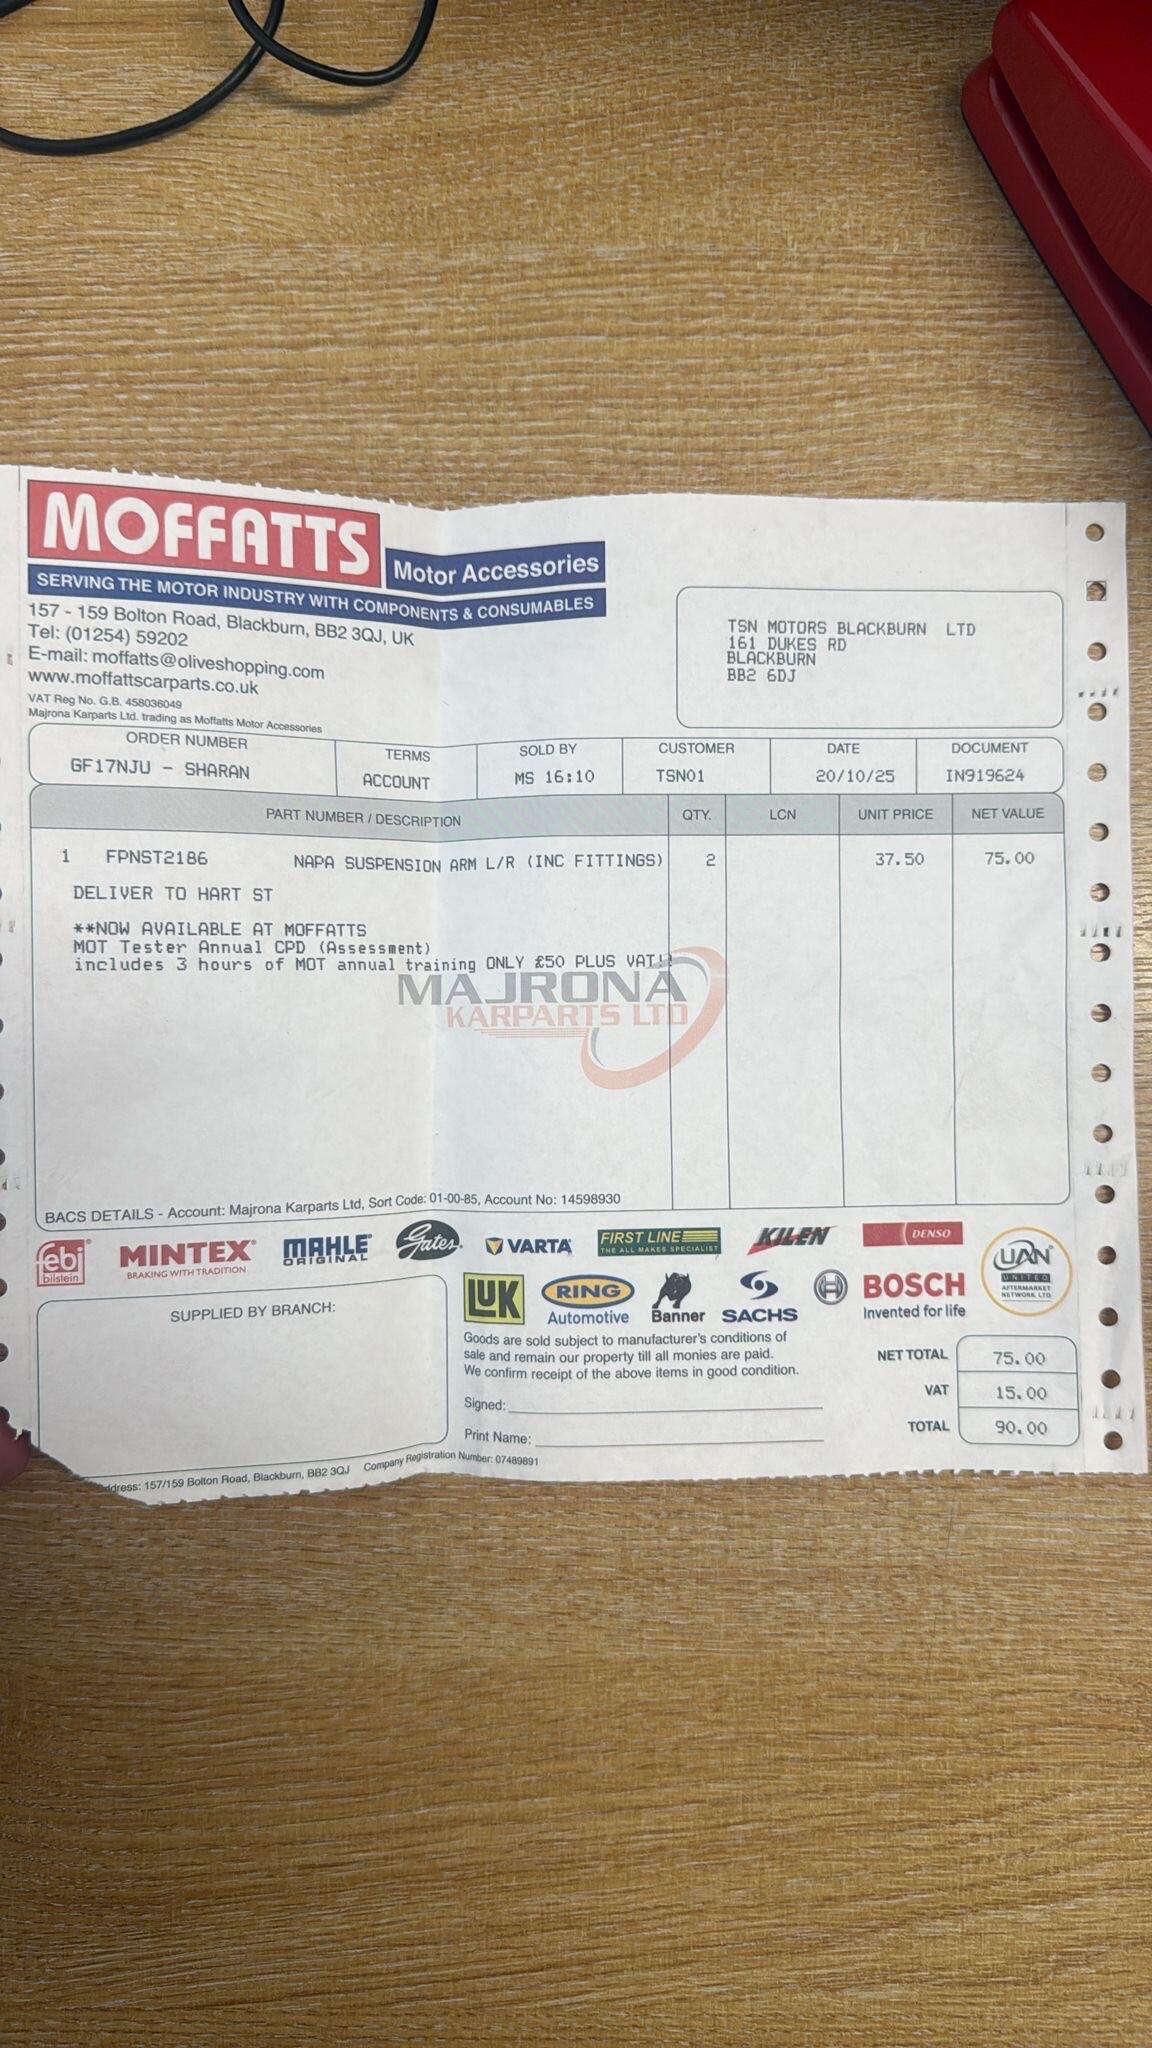 MOFFATTS
Motor Accessories
SERVING THE MOTOR INDUSTRY WITH COMPONENTS & CONSUMABLES
157 - 159 Bolton Road, Blackburn, BB2 3QJ, UK
Tel: (01254) 59202
E-mail: moffatts@oliveshopping.com
www.moffattscarparts.co.uk
VAT Reg No. G.B. 458036049
Majrona Karparts Ltd. trading as Moffatts Motor Accessories
TSN MOTORS BLACKBURN LTD
161 DUKES RD
BLACKBURN
BB2 6DJ
ORDER NUMBER TERMS SOLD BY CUSTOMER DATE DOCUMENT
GF17NJU - SHARAN ACCOUNT MS 16:10 TSN01 20/10/25 IN919624
PART NUMBER / DESCRIPTION QTY. LCN UNIT PRICE NET VALUE
1 FPNST2186 NAPA SUSPENSION ARM L/R (INC FITTINGS) 2 37.50 75.00
DELIVER TO HART ST
**NOW AVAILABLE AT MOFFATTS
MOT Tester Annual CPD (Assessment)
includes 3 hours of MOT annual training ONLY £50 PLUS VAT!!
MAJRONA
KARPARTS LTD
BACS DETAILS - Account: Majrona Karparts Ltd, Sort Code: 01-00-85, Account No: 14598930
febi
bilstein
MINTEX
BRAKING WITH TRADITION
MAHLE
ORIGINAL
Gates
VARTA
FIRST LINE
THE ALL MAKES SPECIALIST
KILEN
DENSO
UAN
UNITED
AFTERMARKET
NETWORK LTD
LUK
RING
Automotive
Banner
SACHS
BOSCH
Invented for life
SUPPLIED BY BRANCH:
Goods are sold subject to manufacturer's conditions of
sale and remain our property till all monies are paid.
We confirm receipt of the above items in good condition.
Signed:
Print Name:
NET TOTAL 75.00
VAT 15.00
TOTAL 90.00
dress: 157/159 Bolton Road, Blackburn, BB2 3QJ Company Registration Number: 07489891